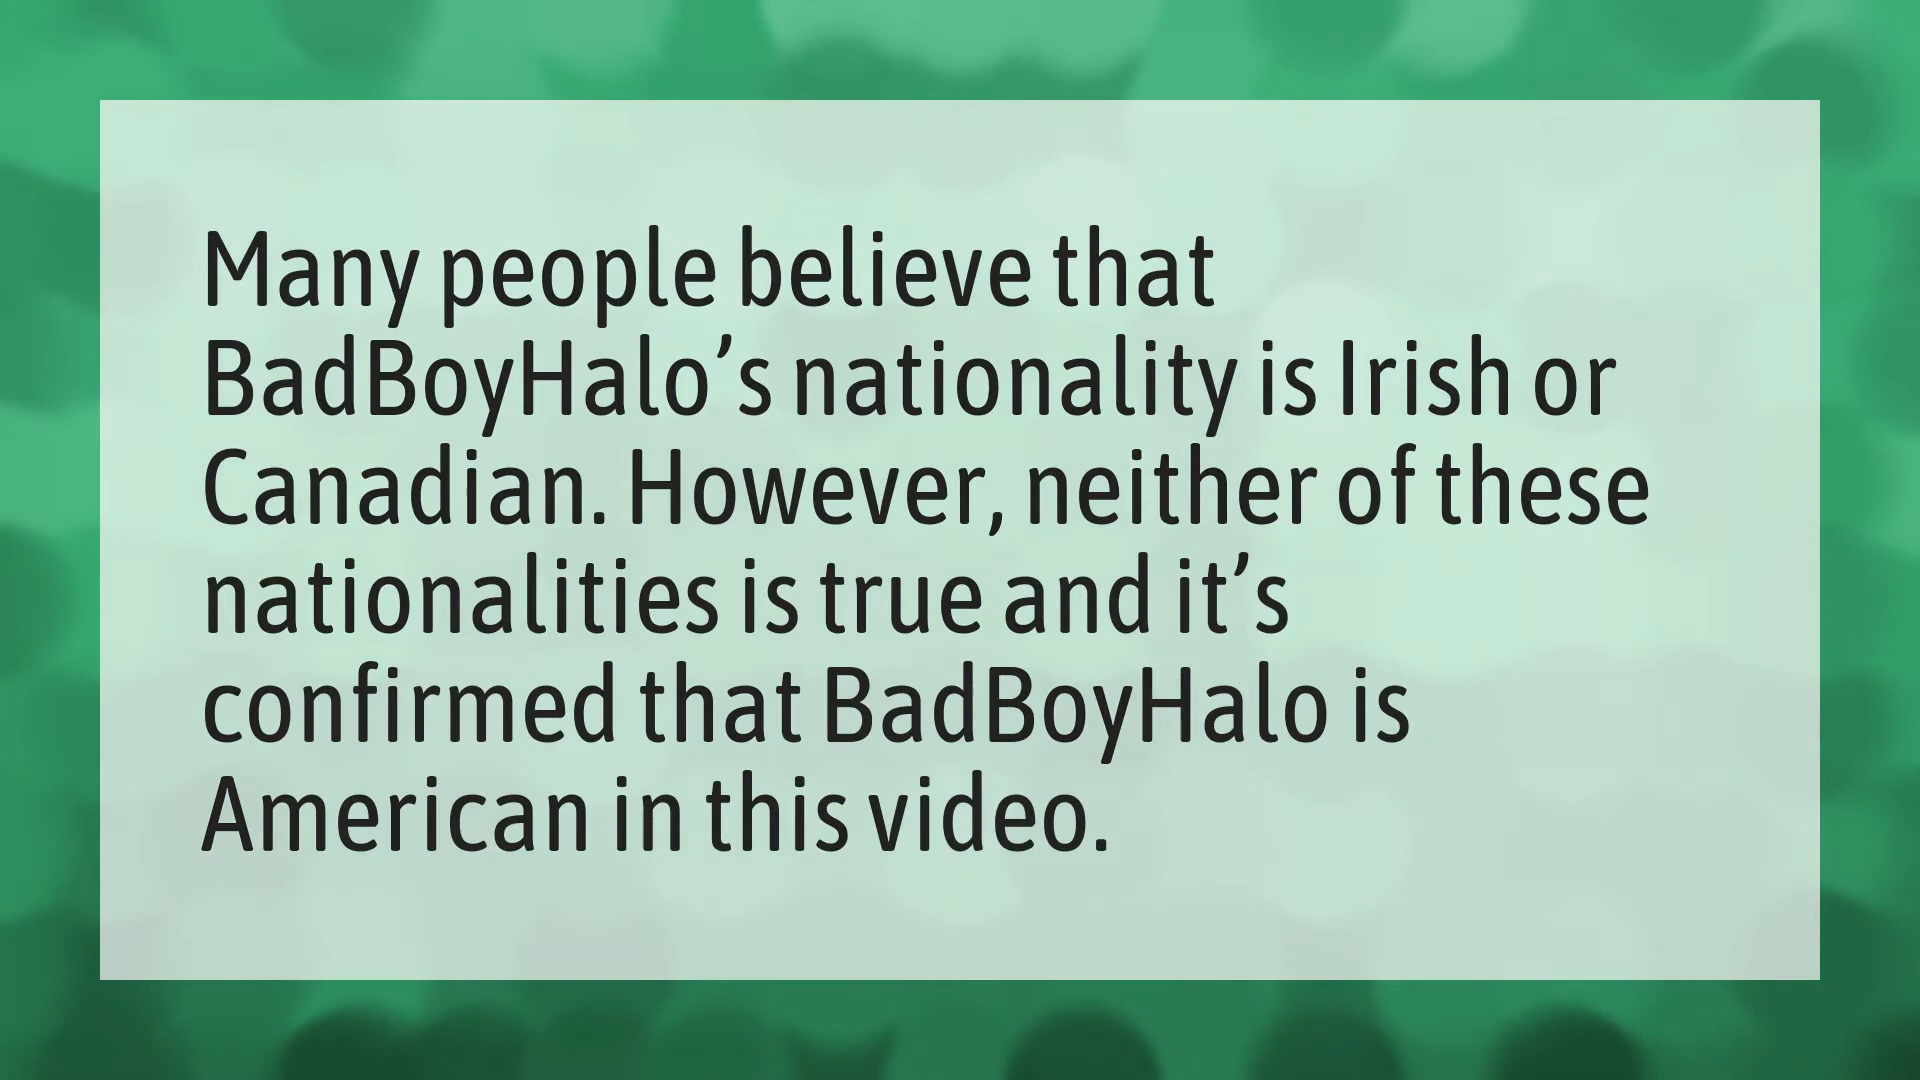 Many people believe that
BadBoyHalo’s nationality is Irish or
Canadian. However, neither of these
nationalities is true and it’s
confirmed that BadBoyHalo is
American in this video.